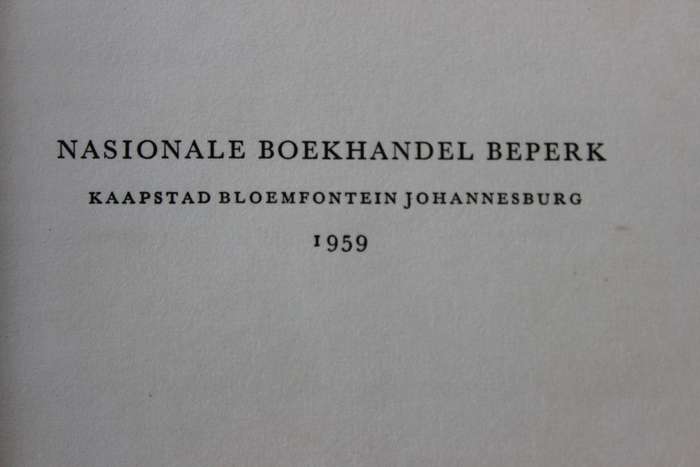 NASIONALE BOEKHANDEL BEPERK
KAAPSTAD BLOEMFONTEIN JOHANNESBURG
1959